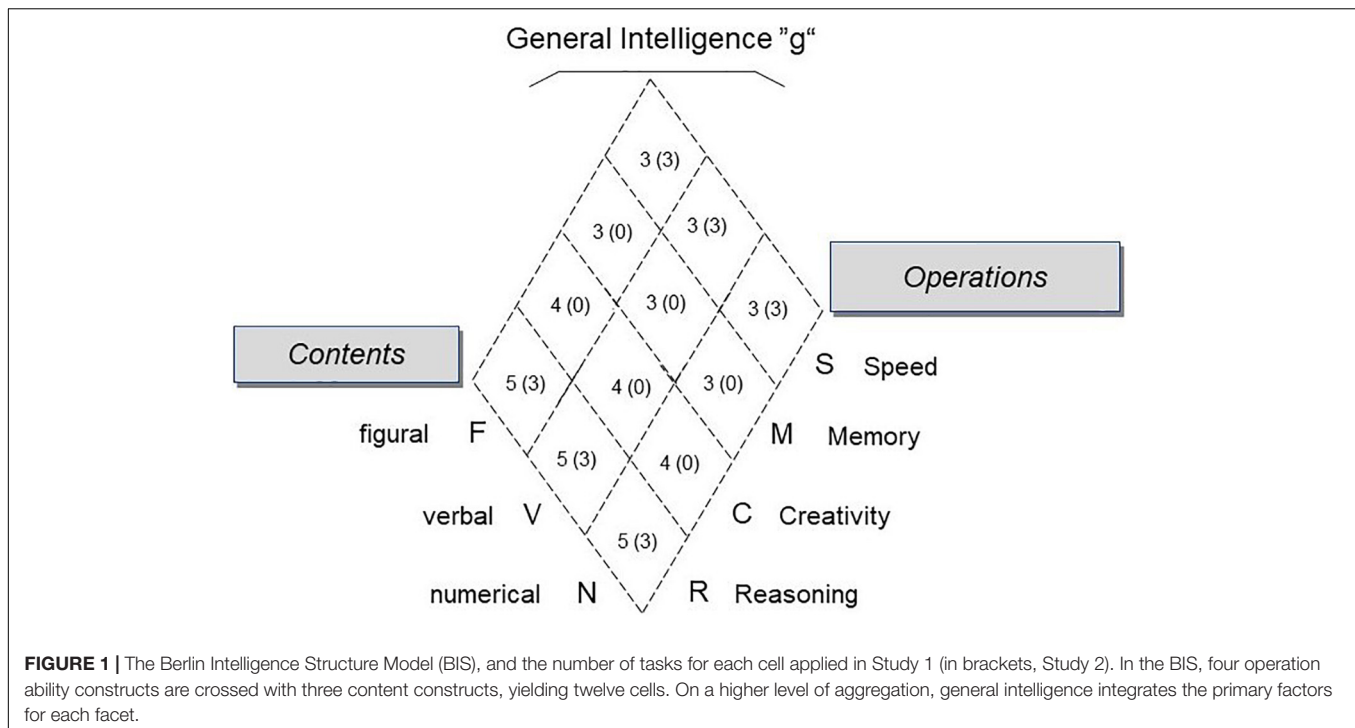 General Intelligence ”g“
3 (3)
3 (0) 3 (3)
4 (0) 3 (0) 3 (3)
Operations
Contents
5 (3) 4 (0) 3 (0)
S Speed
figural F
5 (3) 4 (0)
M Memory
verbal V
5 (3)
C Creativity
numerical N
R Reasoning
FIGURE 1 | The Berlin Intelligence Structure Model (BIS), and the number of tasks for each cell applied in Study 1 (in brackets, Study 2). In the BIS, four operation
ability constructs are crossed with three content constructs, yielding twelve cells. On a higher level of aggregation, general intelligence integrates the primary factors
for each facet.